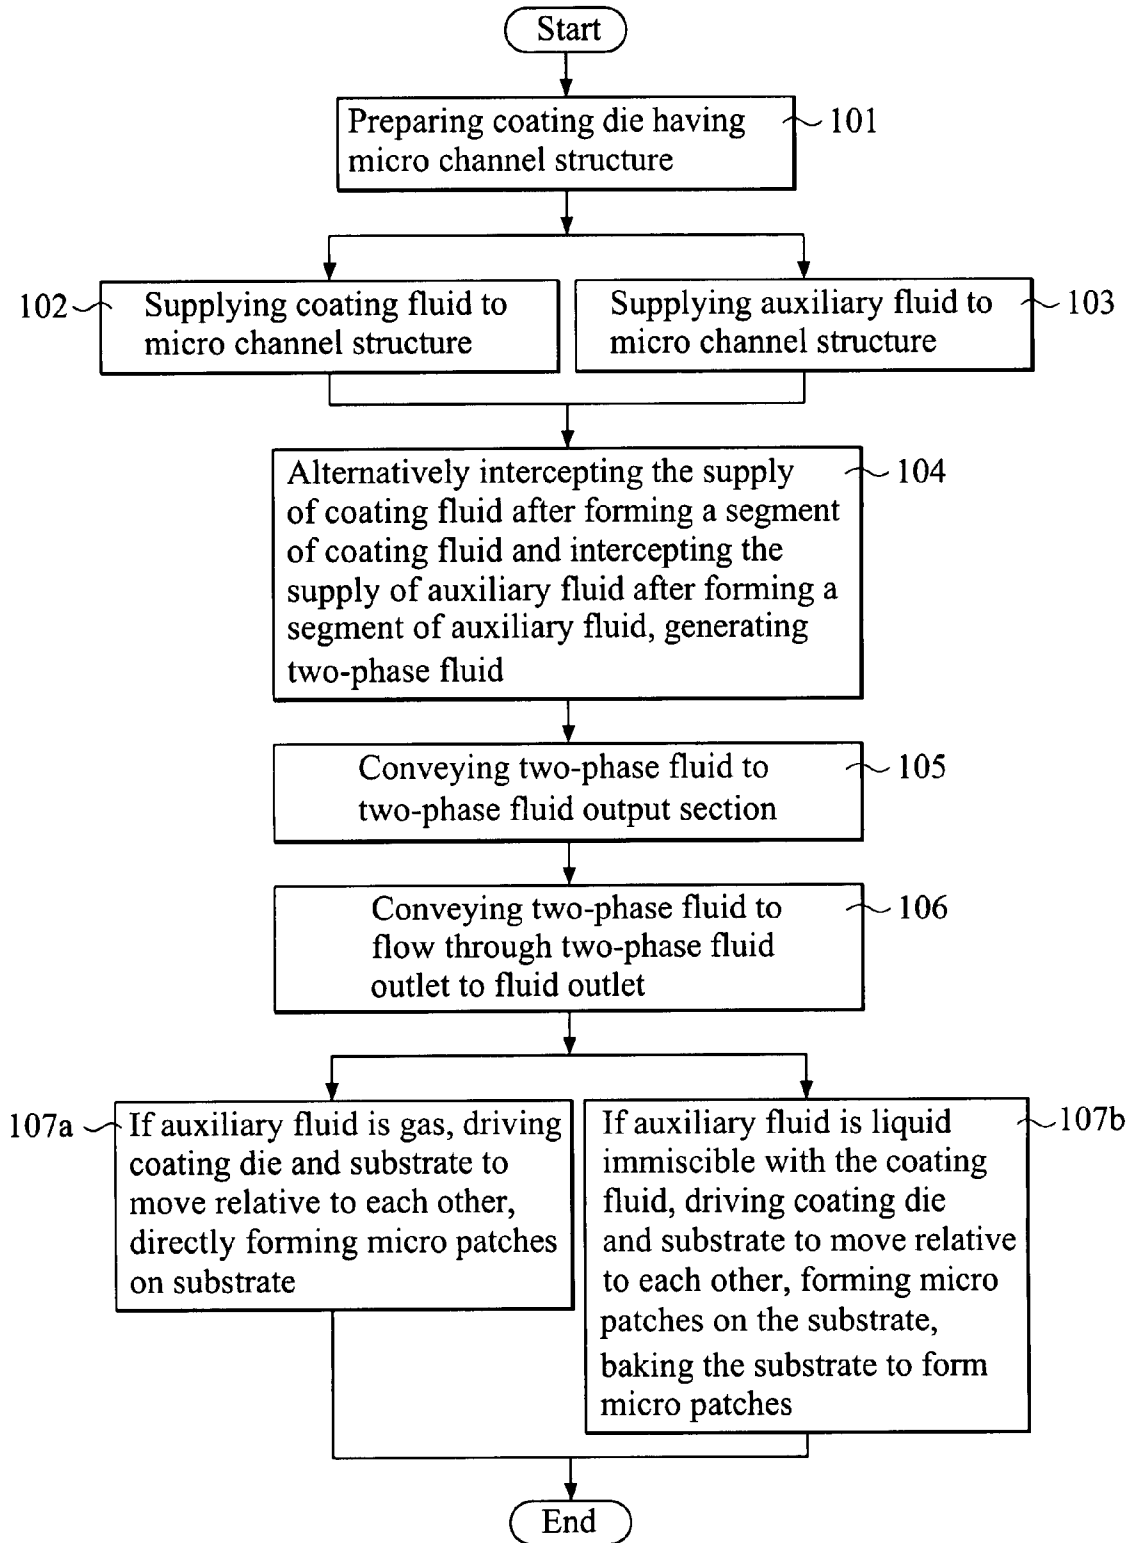 Start
Preparing coating die having
micro channel structure
101
102
Supplying coating fluid to
micro channel structure
Supplying auxiliary fluid to
micro channel structure
103
Alternatively intercepting the supply
of coating fluid after forming a segment
of coating fluid and intercepting the
supply of auxiliary fluid after forming a
segment of auxiliary fluid, generating
two-phase fluid
104
Conveying two-phase fluid to
two-phase fluid output section
105
Conveying two-phase fluid to
flow through two-phase fluid
outlet to fluid outlet
106
107a
If auxiliary fluid is gas, driving
coating die and substrate to
move relative to each other,
directly forming micro patches
on substrate
If auxiliary fluid is liquid
immiscible with the coating
fluid, driving coating die
and substrate to move relative
to each other, forming micro
patches on the substrate,
baking the substrate to form
micro patches
107b
End